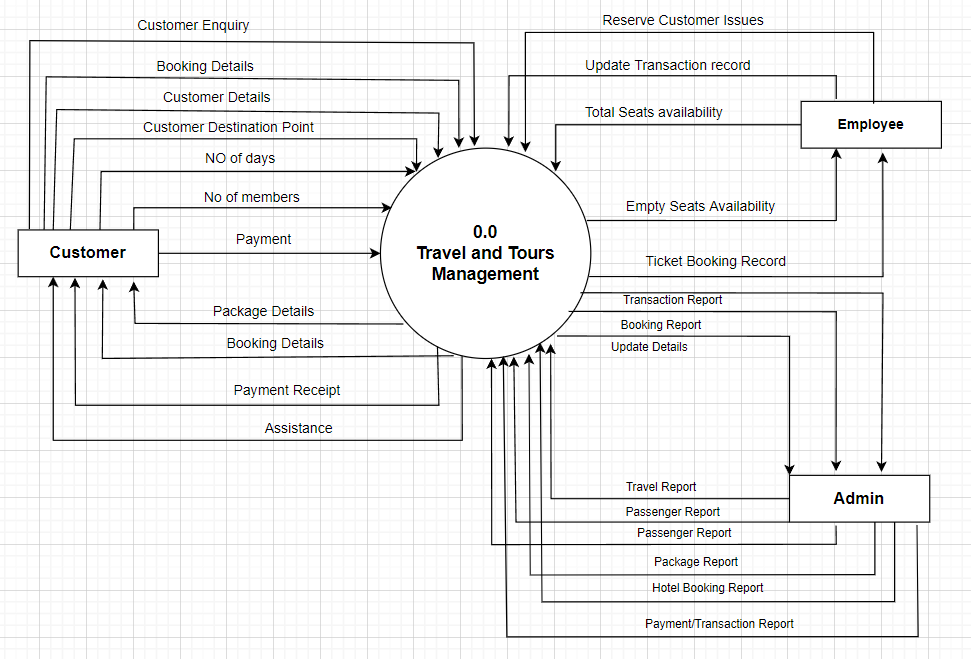 Customer Enquiry
Booking Details
Customer Details
Customer Destination Point
NO of days
No of members
Payment
Customer
Package Details
Booking Details
Payment Receipt
Assistance
0.0
Travel and Tours
Management
Reserve Customer Issues
Update Transaction record
Total Seats availability
Employee
Empty Seats Availability
Ticket Booking Record
Transaction Report
Booking Report
Update Details
Travel Report
Passenger Report
Passenger Report
Package Report
Hotel Booking Report
Payment/Transaction Report
Admin